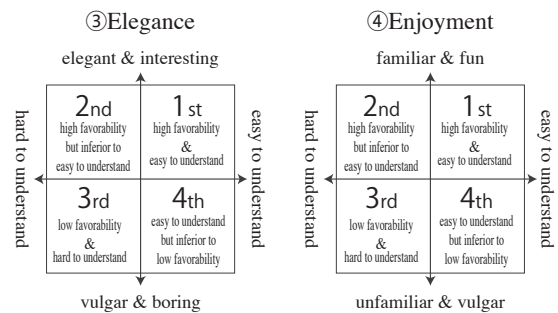 ③Elegance
elegant & interesting
hard to understand
2nd
high favorability
but inferior to
easy to understand
1st
high favorability
&
easy to understand
3rd
low favorability
&
hard to understand
4th
easy to understand
but inferior to
low favorability
easy to understand
vulgar & boring
④Enjoyment
familiar & fun
hard to understand
2nd
high favorability
but inferior to
easy to understand
1st
high favorability
&
easy to understand
3rd
low favorability
&
hard to understand
4th
easy to understand
but inferior to
low favorability
easy to understand
unfamiliar & vulgar